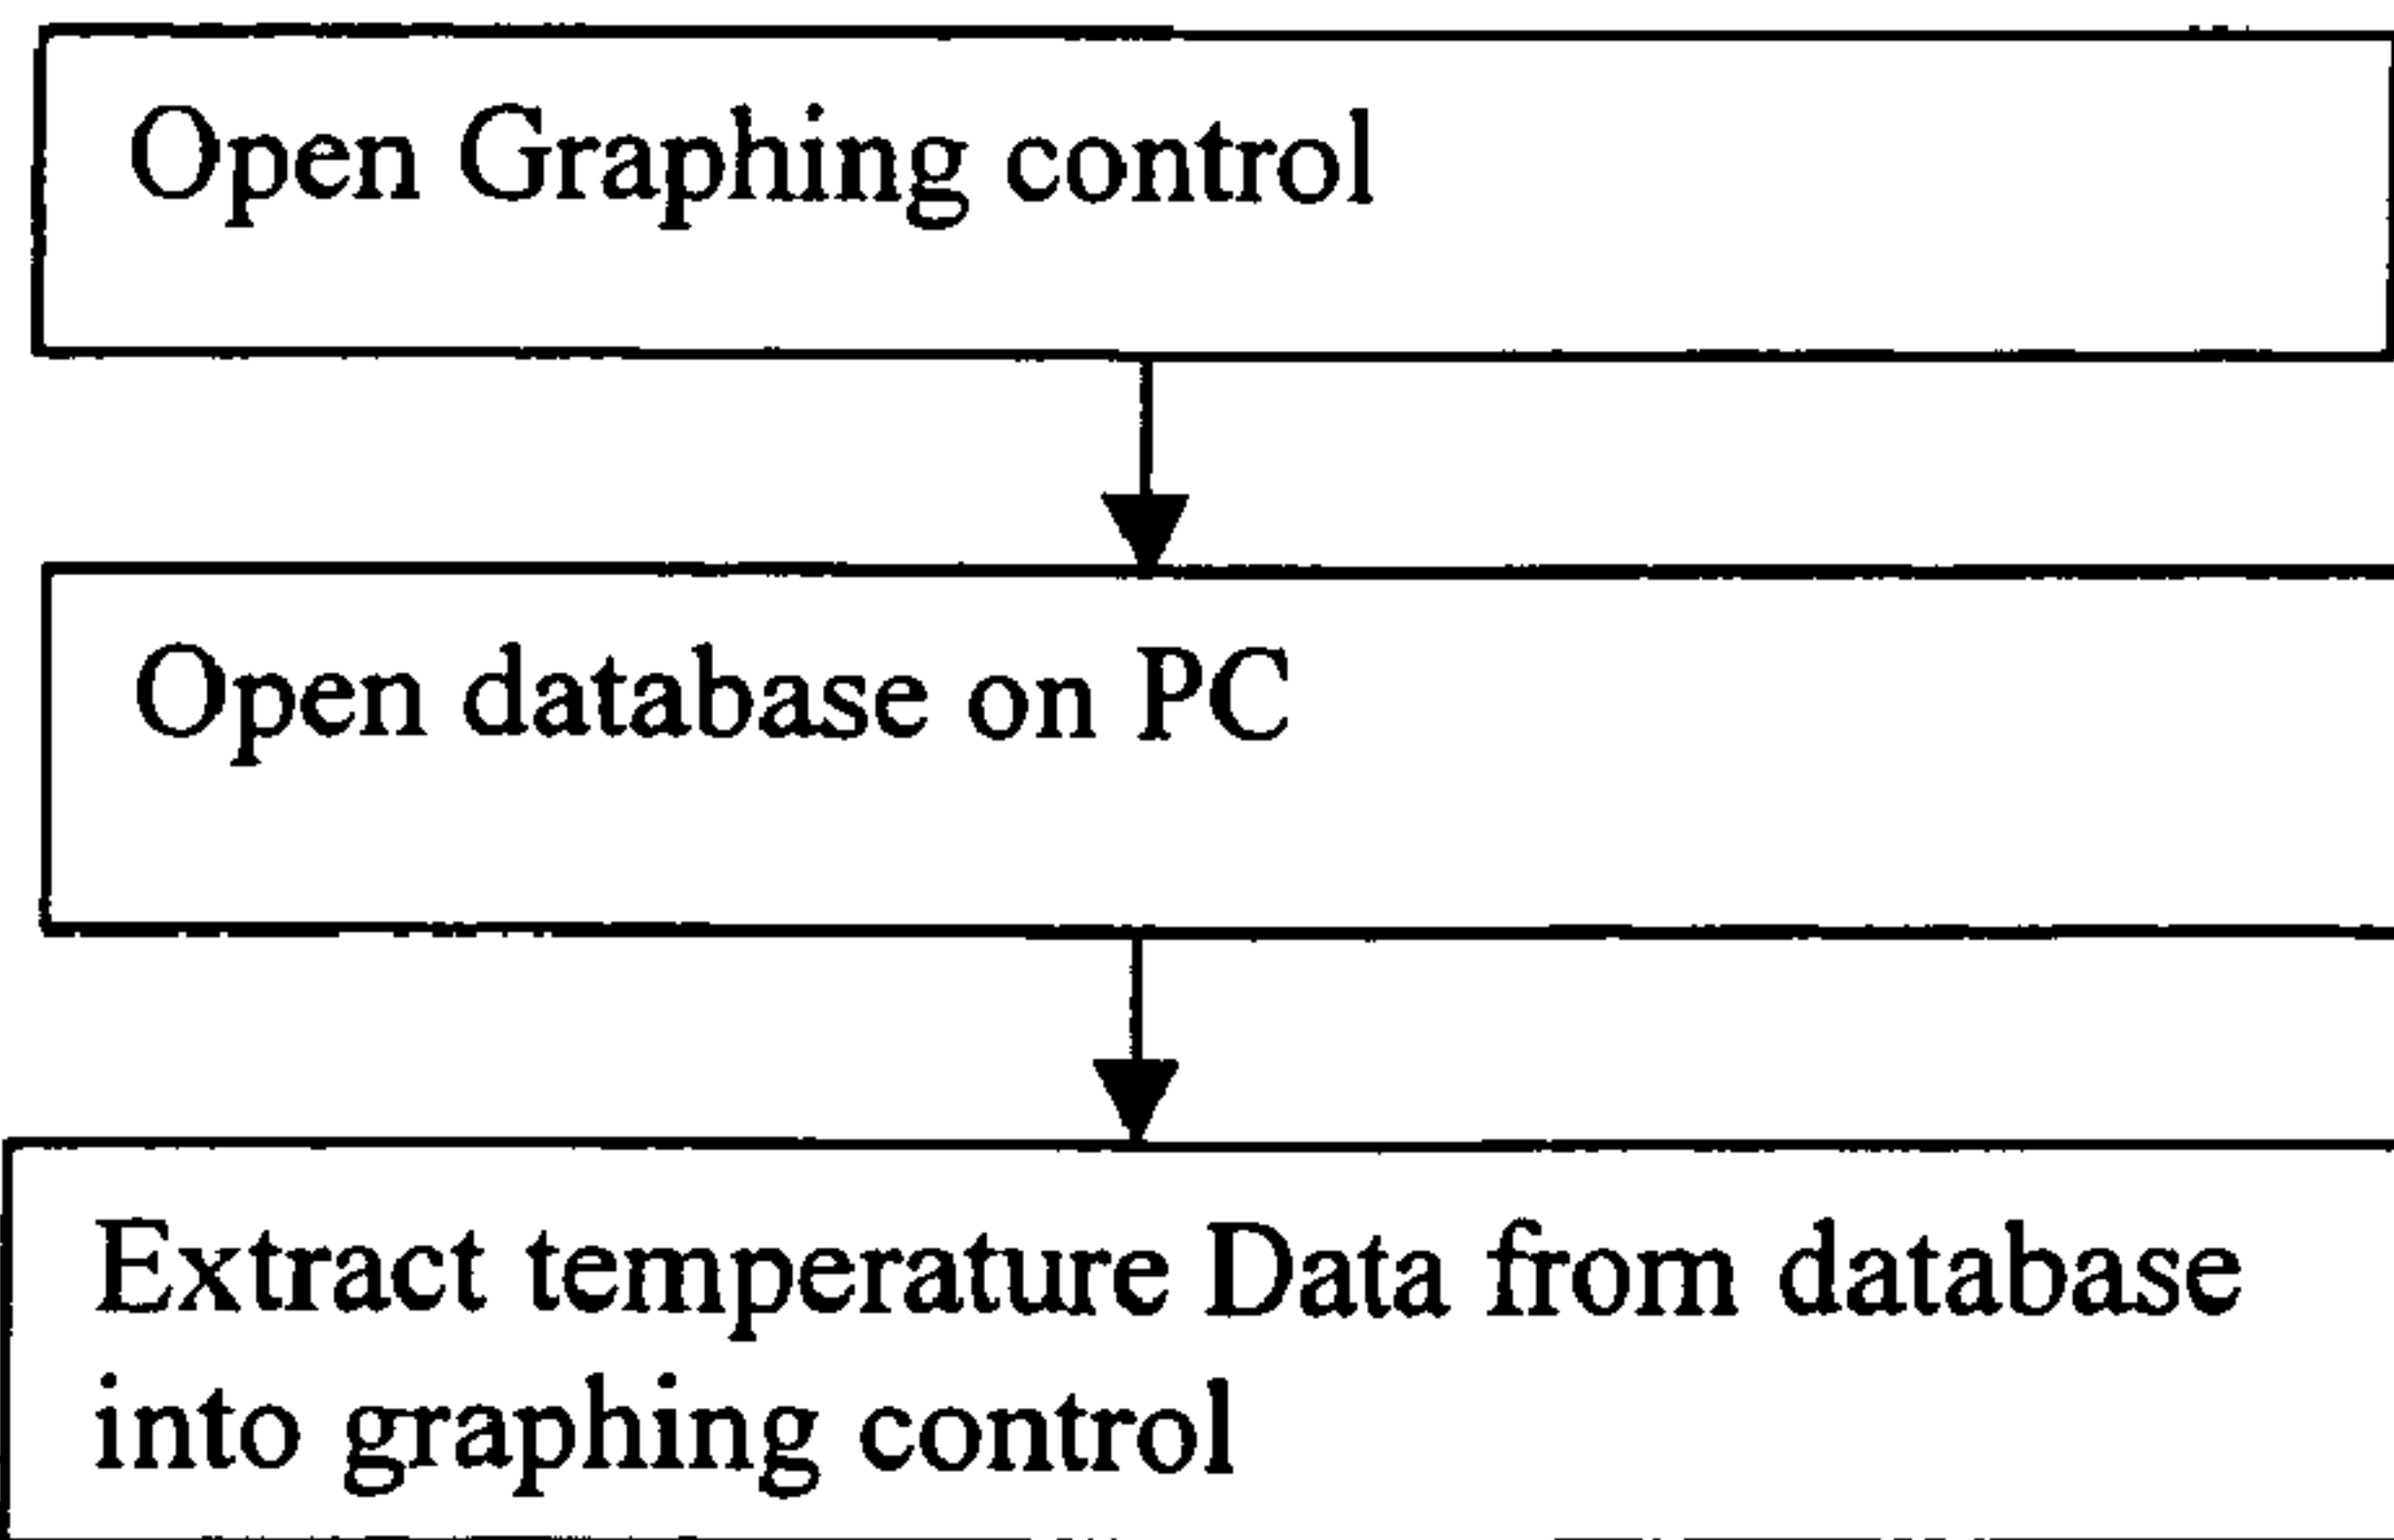 Open Graphing control
Open database on PC
Extract temperature Data from database
into graphing control